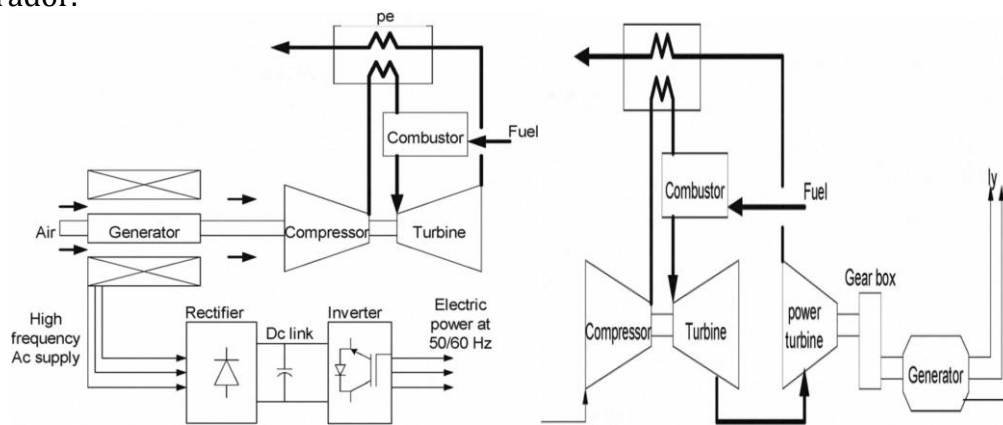 rador.
pe
Combustor
Fuel
Air
Generator
Compressor
Turbine
High
frequency
Ac supply
Rectifier
Dc link
Inverter
Electric
power at
50/60 Hz
Combustor
Fuel
Compressor
Turbine
power
turbine
Gear box
Generator
ly